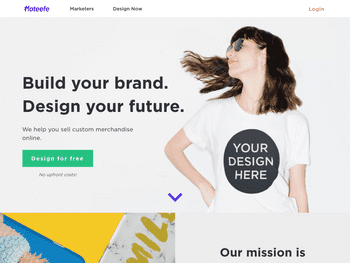 Moteefe
Marketers
Design Now
Login
Build your brand.
Design your future.
We help you sell custom merchandise
online.
YOUR
DESIGN
HERE
Design for free
No upfront costs!
Our mission is